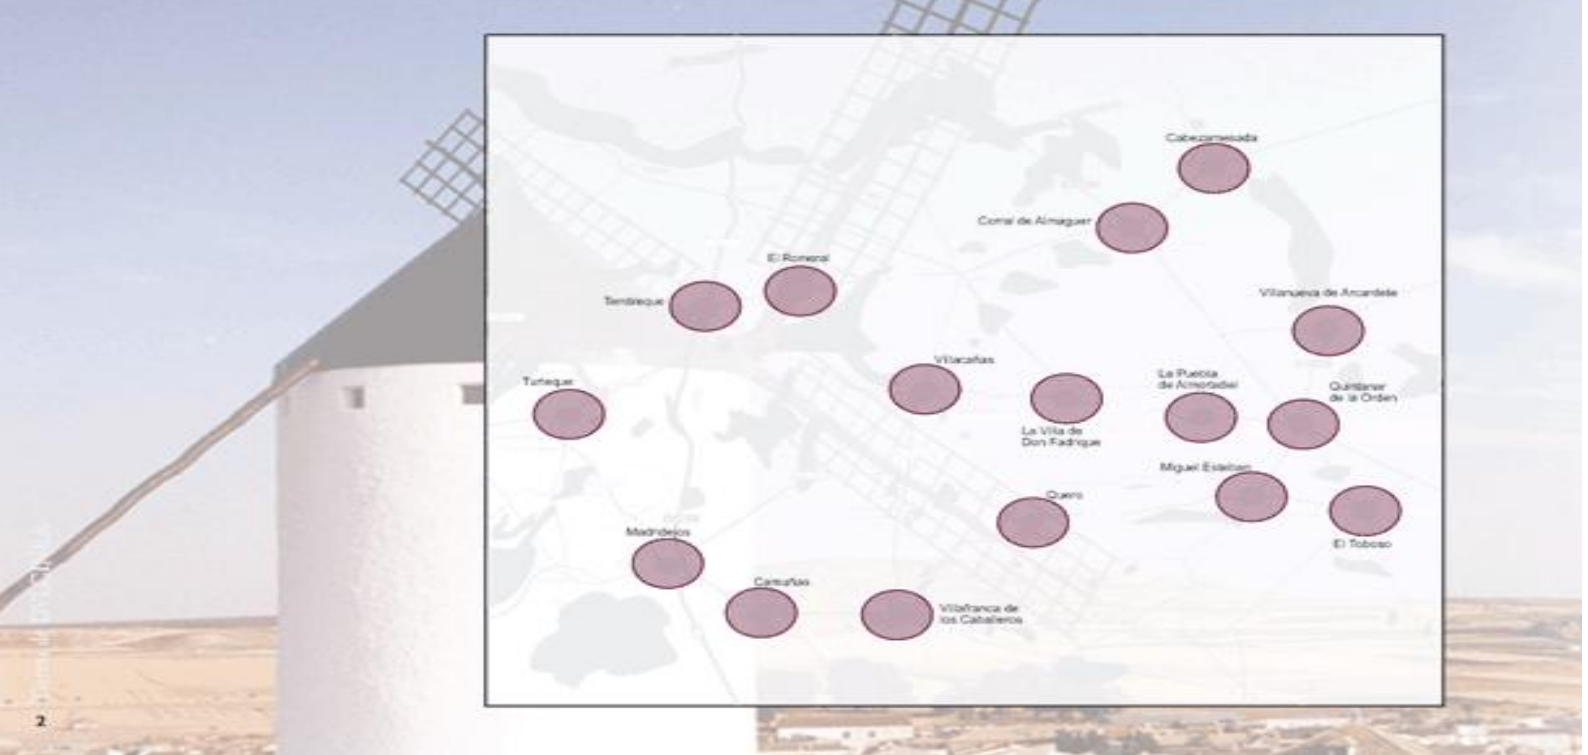 Cabezamesada
Corral de Almaguer
El Romeral
Tembleque
Villanueva de Alcardete
Villacañas
La Puebla
de Almoradiel
Turleque
Quintanar
de la Orden
La Villa de
Don Fadrique
Miguel Esteban
Quero
Madridejos
El Toboso
Camuñas
Villafranca de
los Caballeros
2